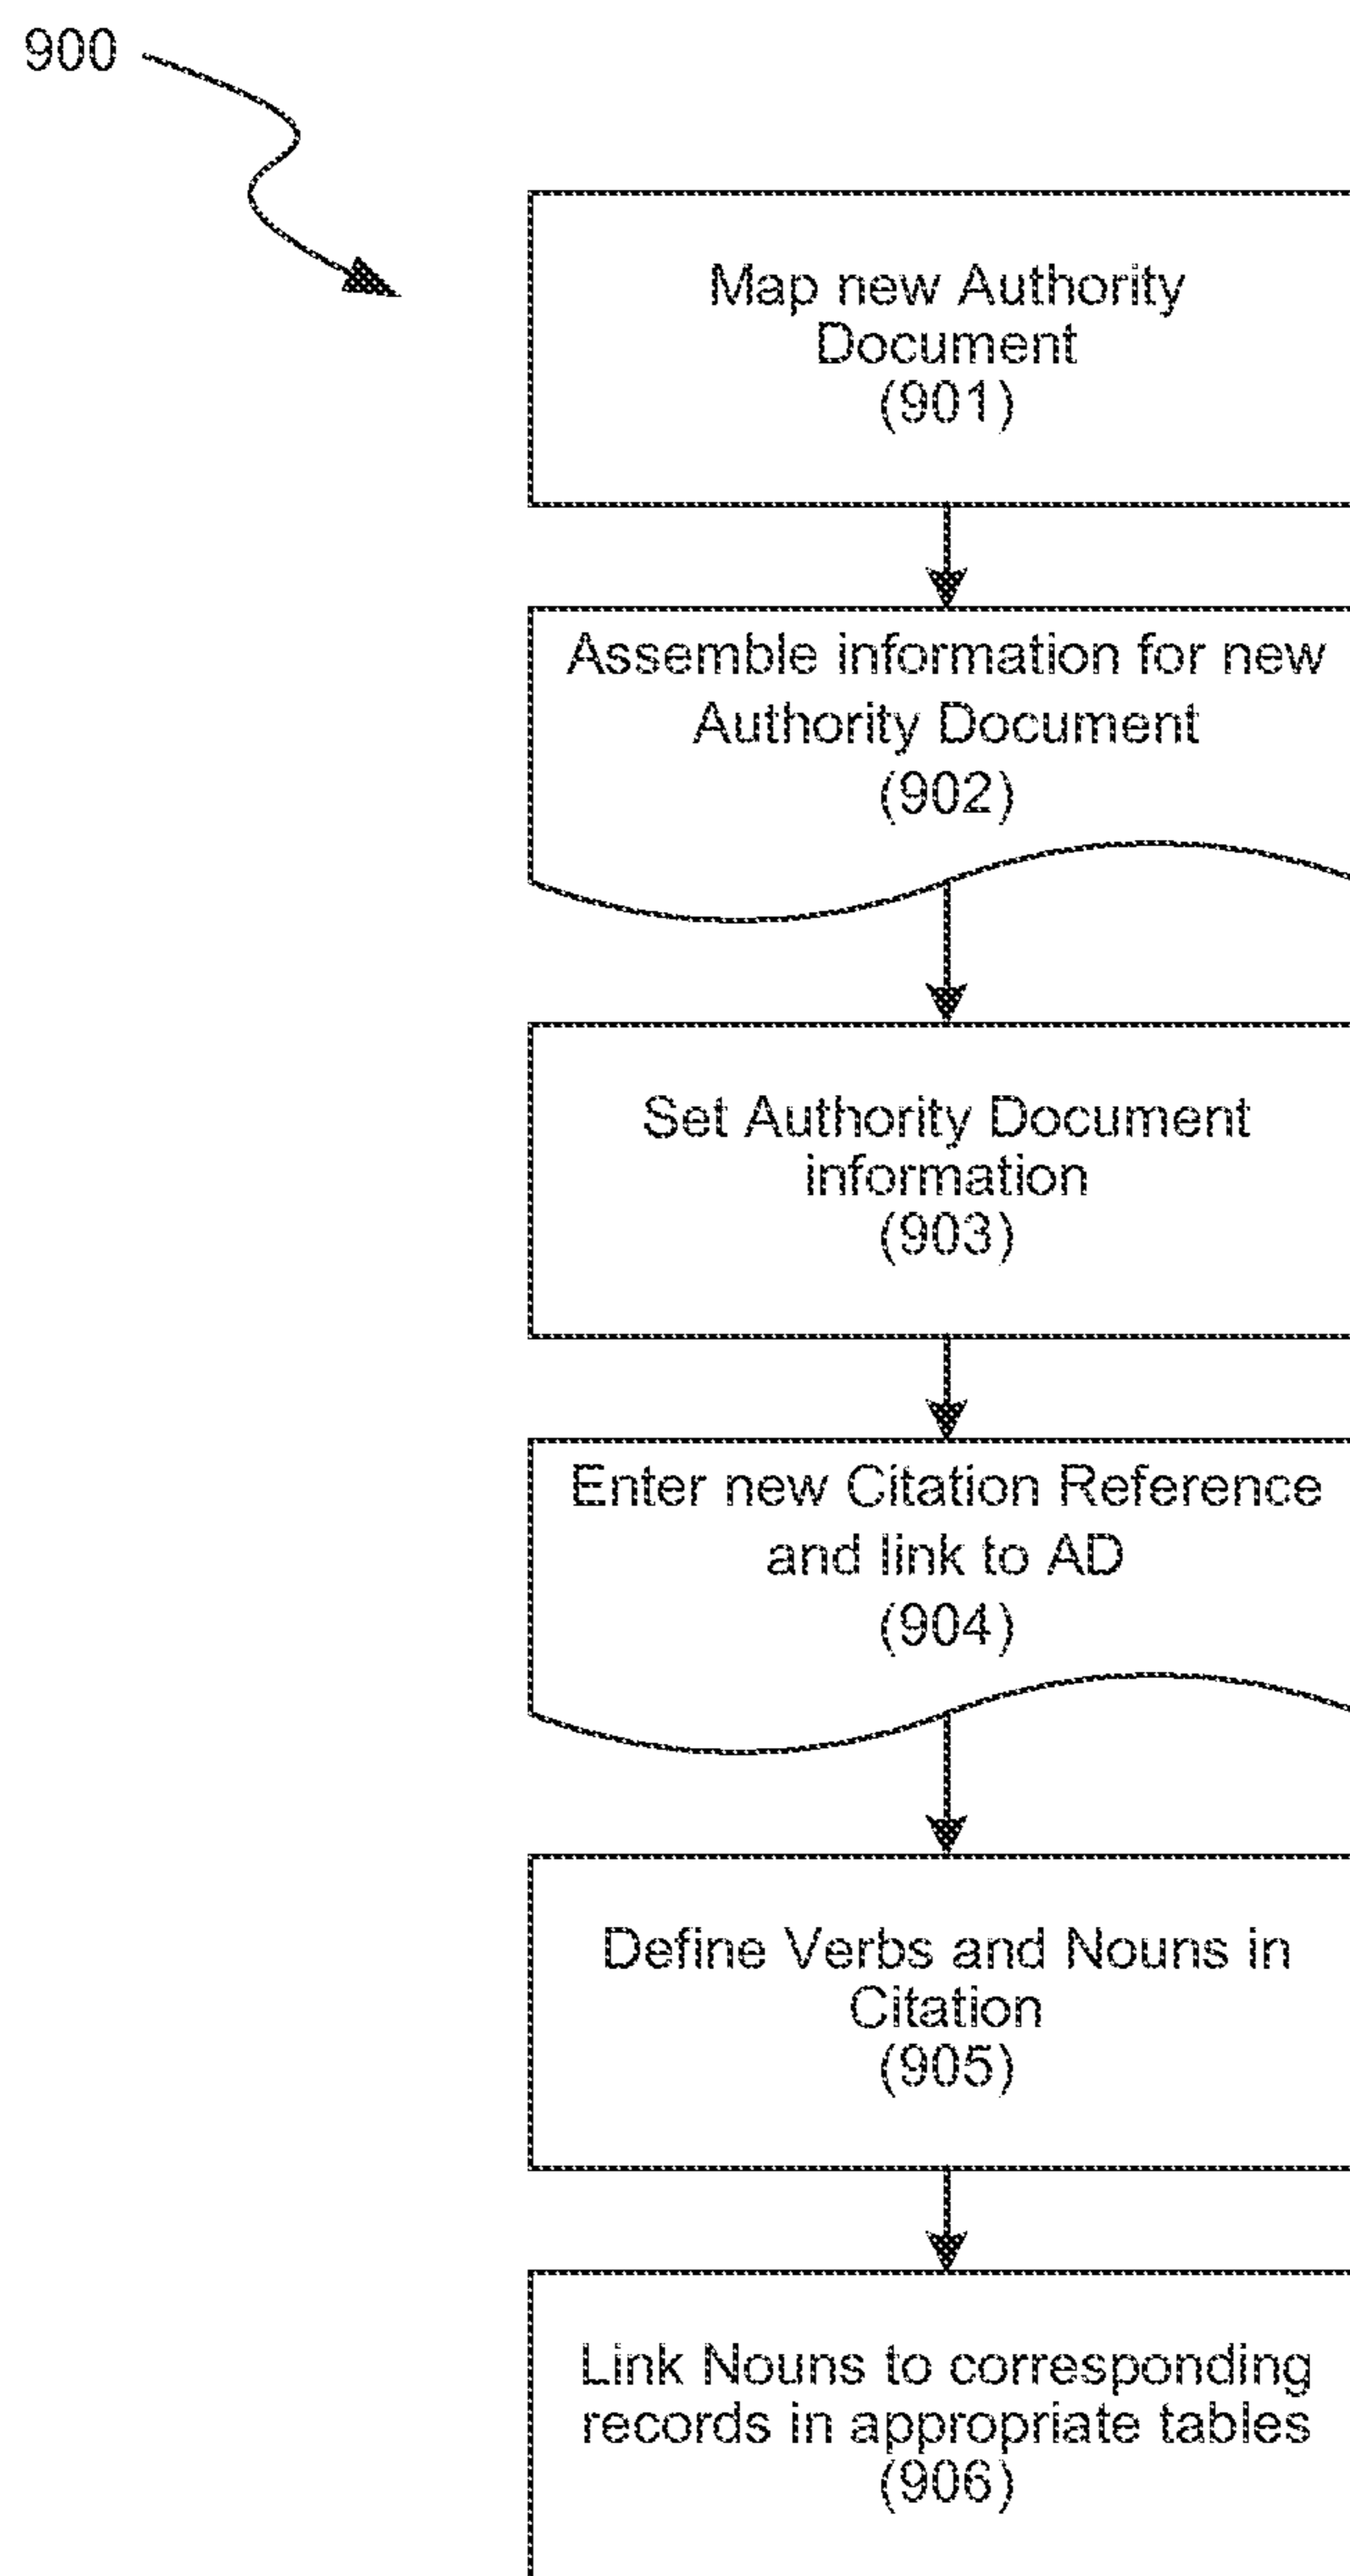 900
Map new Authority
Document
(901)
Assemble information for new
Authority Document
(902)
Set Authority Document
information
(903)
Enter new Citation Reference
and link to AD
(904)
Define Verbs and Nouns in
Citation
(905)
Link Nouns to corresponding
records in appropriate tables
(906)